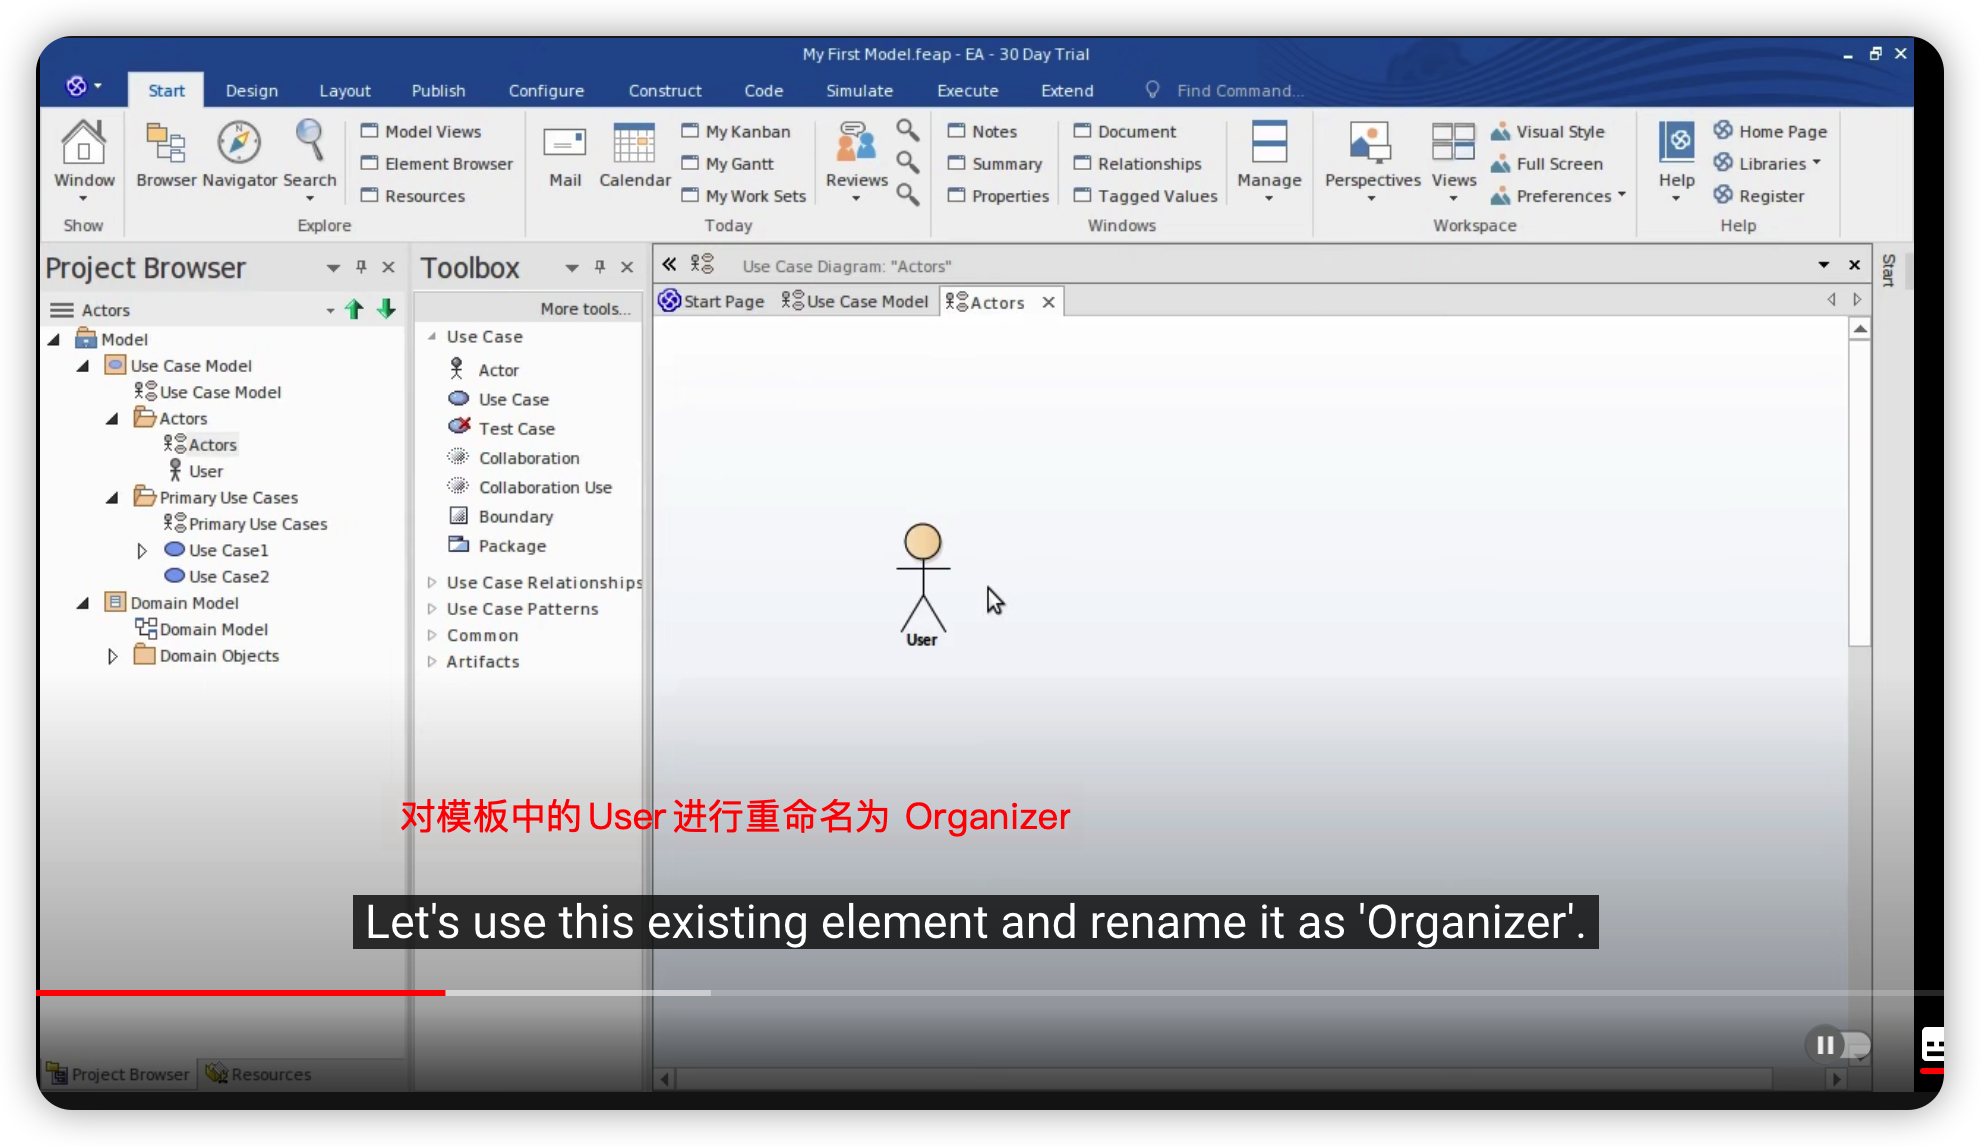 My First Model.feap - EA - 30 Day Trial
Start Design Layout Publish Configure Construct Code Simulate Execute Extend Find Command...
Window
Show
Browser Navigator Search
Model Views
Element Browser
Resources
Explore
Mail Calendar
My Kanban
My Gantt
My Work Sets
Reviews
Today
Notes
Summary
Properties
Document
Relationships
Tagged Values
Manage
Windows
Perspectives Views
Visual Style
Full Screen
Preferences
Workspace
Help
Home Page
Libraries
Register
Help
Project Browser
Actors
Model
Use Case Model
Use Case Model
Actors
Actors
User
Primary Use Cases
Primary Use Cases
Use Case1
Use Case2
Domain Model
Domain Model
Domain Objects
Toolbox
More tools...
Use Case
Actor
Use Case
Test Case
Collaboration
Collaboration Use
Boundary
Package
Use Case Relationships
Use Case Patterns
Common
Artifacts
Use Case Diagram: "Actors"
Start Page Use Case Model Actors
Start
User
对模板中的User进行重命名为 Organizer
Let's use this existing element and rename it as 'Organizer'.
Project Browser Resources